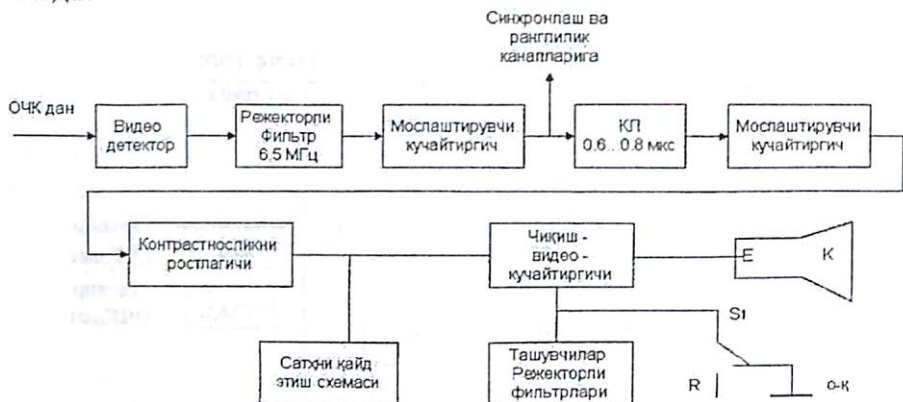 Синхронлаш ва
ранглилик
каналларига
ОЧК дан
Видео
детектор
Режекторли
Фильтр
6,5 МГц
Мослаштирувчи
кучайтиргич
КЛ
0.6.. 0.8 мкс
Мослаштирувчи
кучайтиргич
Контрастносликни
ростлагичи
Чиқиш -
видео -
кучайтиргичи
Е
К
S1
Сатҳни қайд
этиш схемаси
Ташувчилар
Режекторли
фильтрлари
R
о-қ